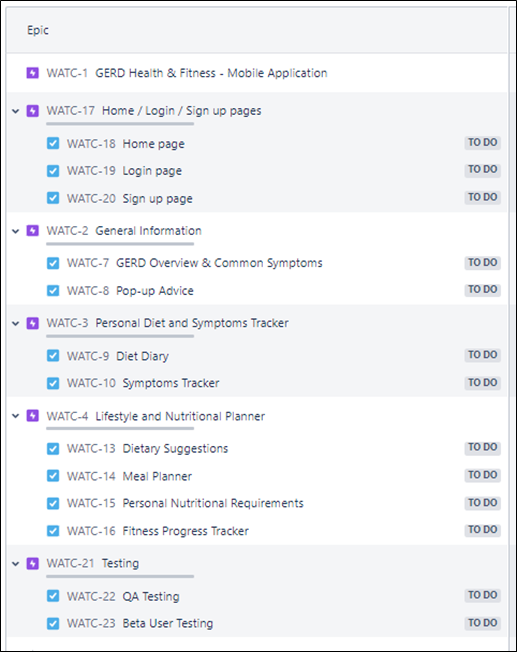 Epic
WATC-1 GERD Health & Fitness - Mobile Application
WATC-17 Home / Login / Sign up pages
WATC-18 Home page TO DO
WATC-19 Login page TO DO
WATC-20 Sign up page TO DO
WATC-2 General Information
WATC-7 GERD Overview & Common Symptoms TO DO
WATC-8 Pop-up Advice TO DO
WATC-3 Personal Diet and Symptoms Tracker
WATC-9 Diet Diary TO DO
WATC-10 Symptoms Tracker TO DO
WATC-4 Lifestyle and Nutritional Planner
WATC-13 Dietary Suggestions TO DO
WATC-14 Meal Planner TO DO
WATC-15 Personal Nutritional Requirements TO DO
WATC-16 Fitness Progress Tracker TO DO
WATC-21 Testing
WATC-22 QA Testing TO DO
WATC-23 Beta User Testing TO DO